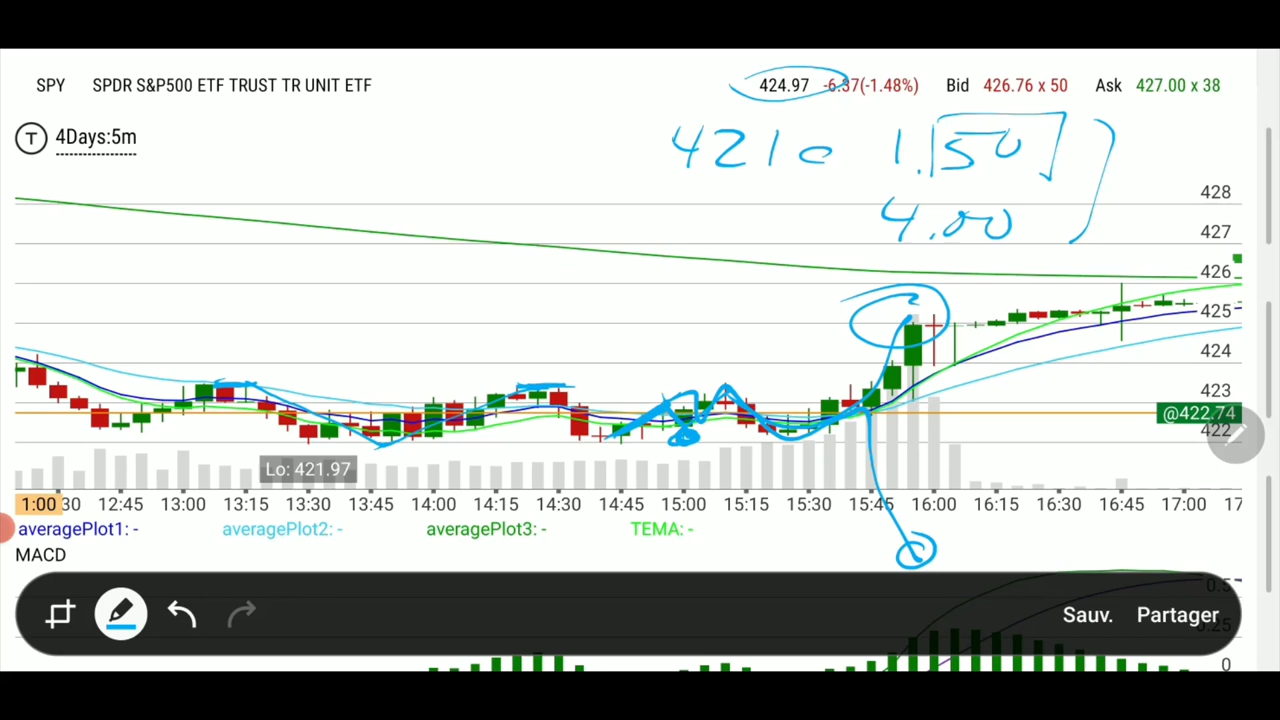 SPY SPDR S&P500 ETF TRUST TR UNIT ETF 424.97 -6.37(-1.48%) Bid 426.76 x 50 Ask 427.00 x 38
T 4Days:5m
421c 1.50
4.00
428
427
426
425
424
423
@422.74
422
Lo: 421.97
1:00 30 12:45 13:00 13:15 13:30 13:45 14:00 14:15 14:30 14:45 15:00 15:15 15:30 15:45 16:00 16:15 16:30 16:45 17:00 17
averagePlot1: - averagePlot2: - averagePlot3: - TEMA: -
MACD
0.5
Sauv. Partager
0.25
0